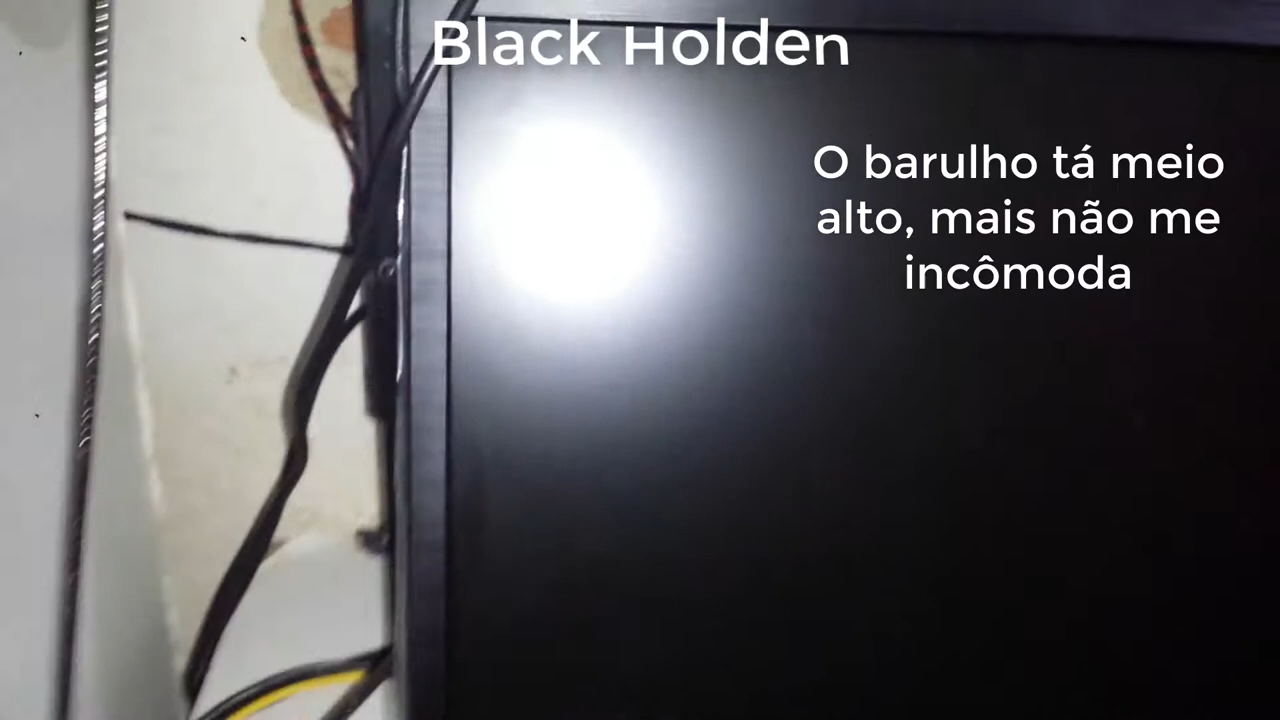 Black Holden
O barulho tá meio
alto, mais não me
incômoda